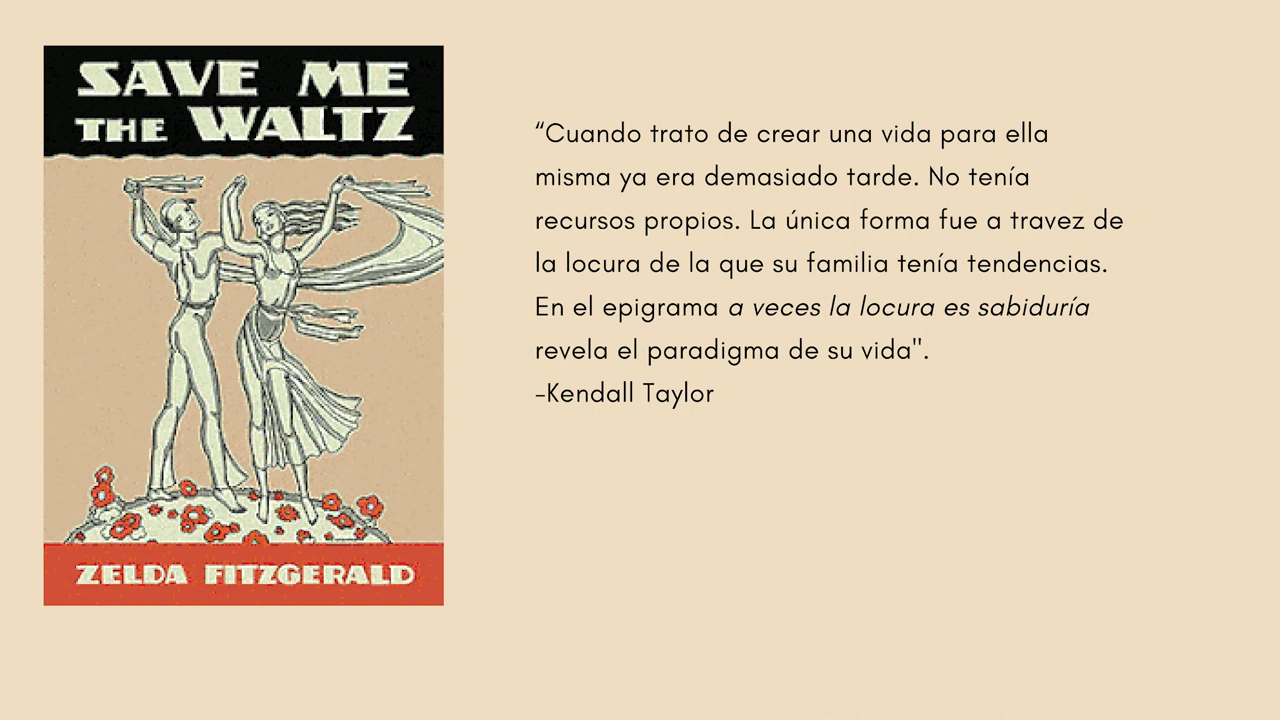 SAVE ME
THE WALTZ
ZELDA FITZGERALD
“Cuando trato de crear una vida para ella
misma ya era demasiado tarde. No tenía
recursos propios. La única forma fue a travez de
la locura de la que su familia tenía tendencias.
En el epigrama a veces la locura es sabiduría
revela el paradigma de su vida".
-Kendall Taylor